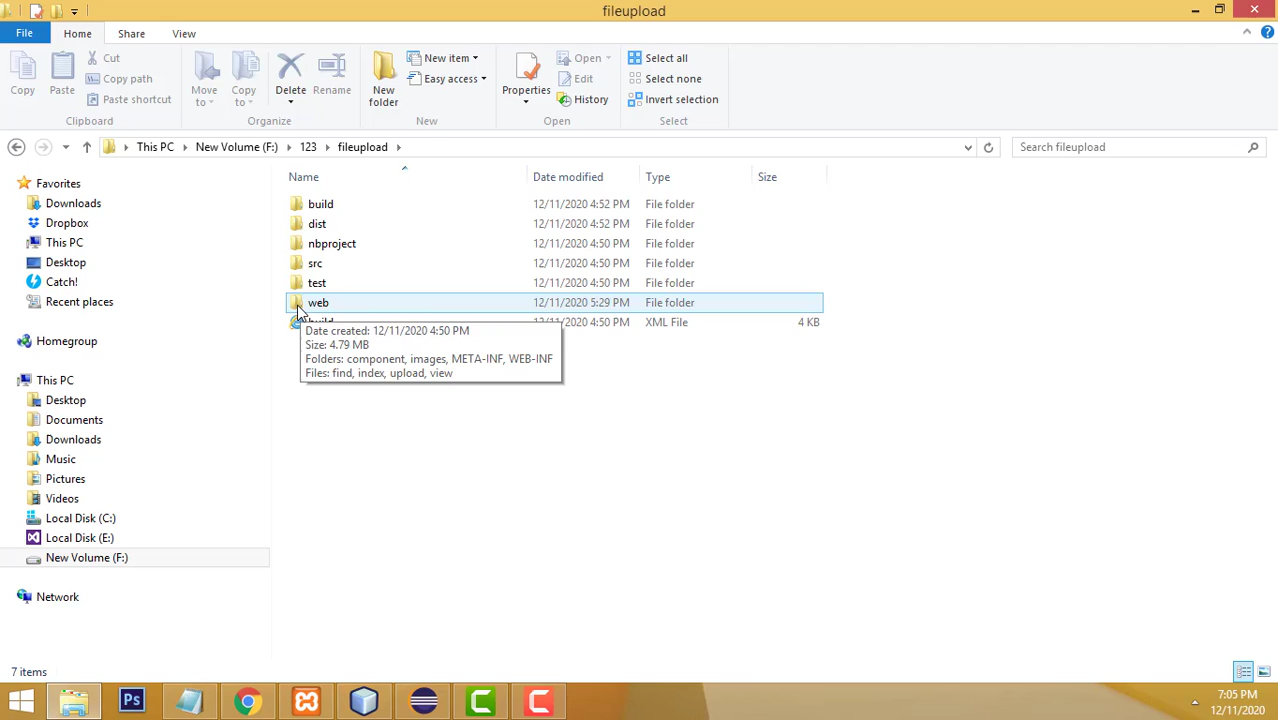 fileupload
File Home Share View
Copy
Paste
Cut
Copy path
Paste shortcut
Clipboard
Move to
Copy to
Delete
Rename
Organize
New folder
New item
Easy access
New
Properties
Open
Edit
History
Open
Select all
Select none
Invert selection
Select
This PC New Volume (F:) 123 fileupload
Search fileupload
Favorites
Downloads
Dropbox
This PC
Desktop
Catch!
Recent places
Homegroup
This PC
Desktop
Documents
Downloads
Music
Pictures
Videos
Local Disk (C:)
Local Disk (E:)
New Volume (F:)
Network
Name Date modified Type Size
build 12/11/2020 4:52 PM File folder
dist 12/11/2020 4:52 PM File folder
nbproject 12/11/2020 4:50 PM File folder
src 12/11/2020 4:50 PM File folder
test 12/11/2020 4:50 PM File folder
web 12/11/2020 5:29 PM File folder
build 12/11/2020 4:50 PM XML File 4 KB
Date created: 12/11/2020 4:50 PM
Size: 4.79 MB
Folders: component, images, META-INF, WEB-INF
Files: find, index, upload, view
7 items
Ps
7:05 PM
12/11/2020